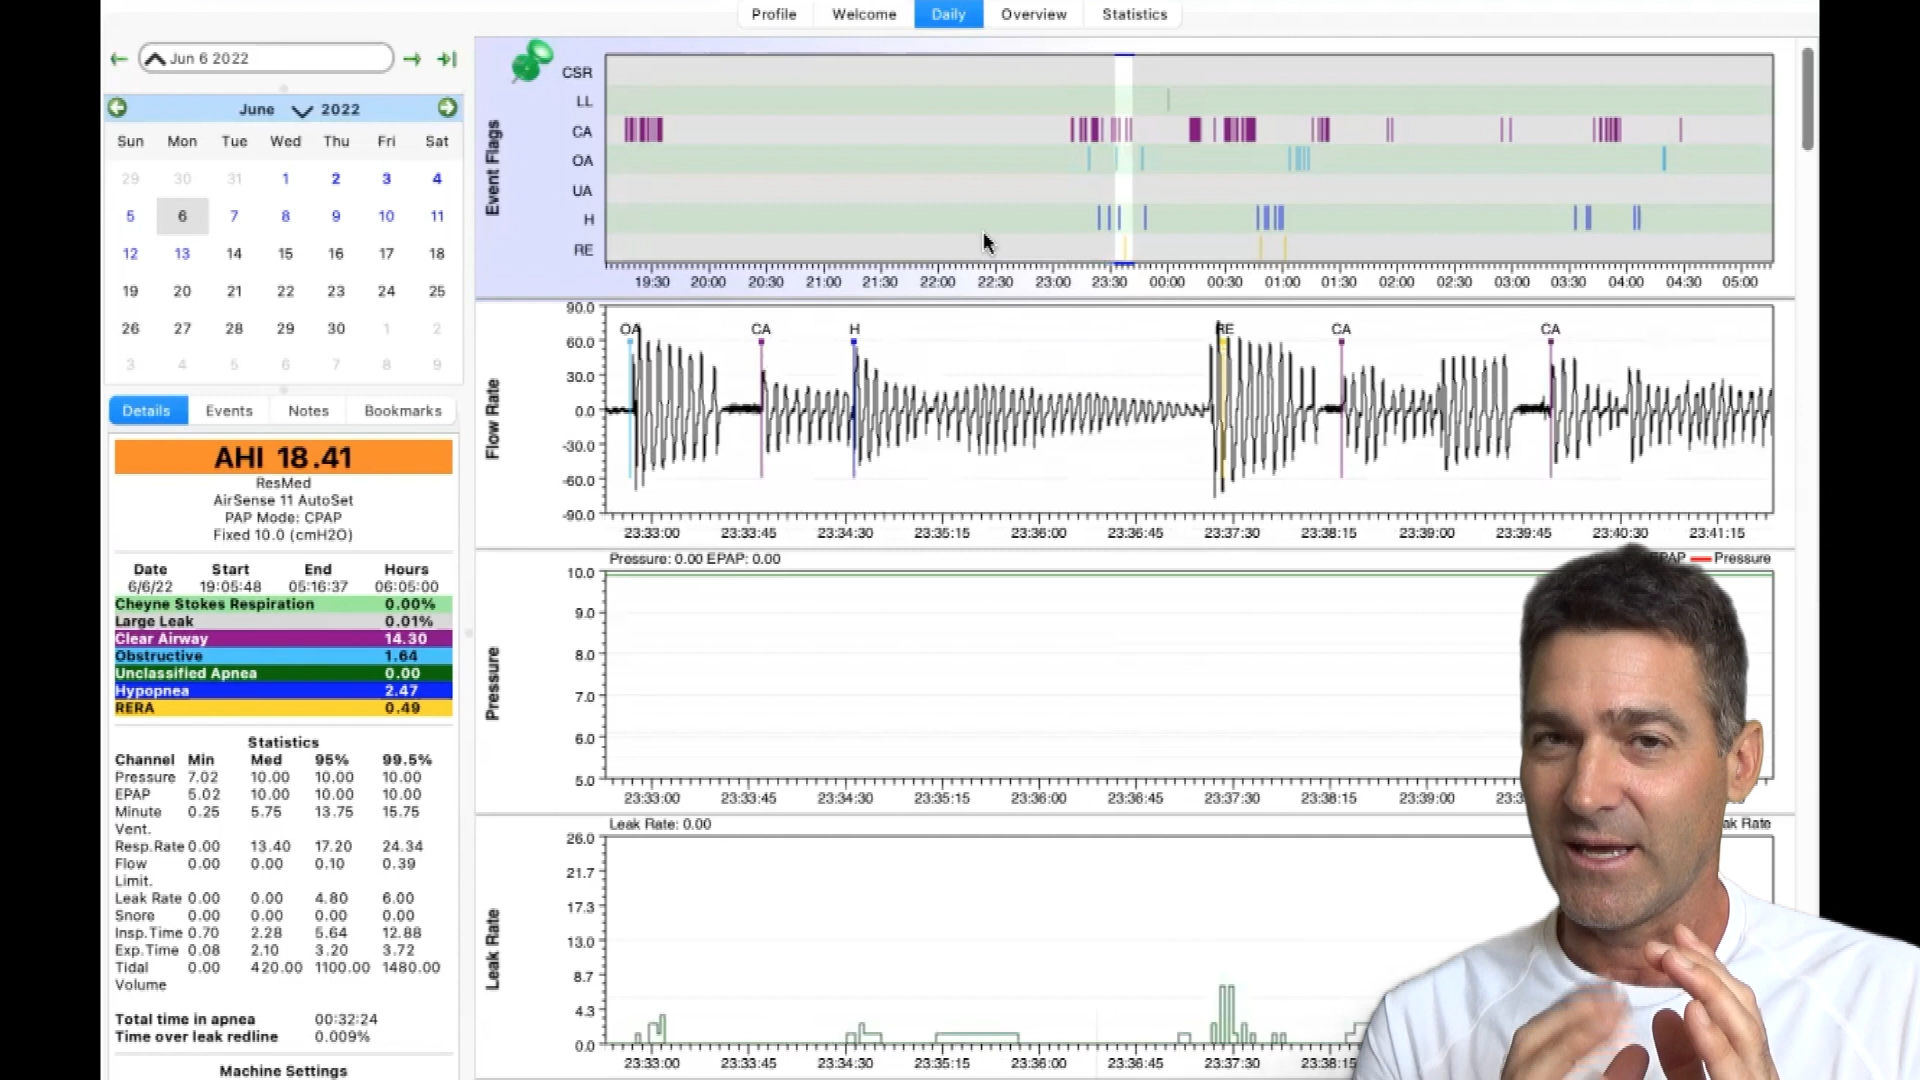 Profile Welcome Daily Overview Statistics
Jun 6 2022
June 2022
Sun Mon Tue Wed Thu Fri Sat
29 30 31 1 2 3 4
5 6 7 8 9 10 11
12 13 14 15 16 17 18
19 20 21 22 23 24 25
26 27 28 29 30 1 2
3 4 5 6 7 8 9
Details Events Notes Bookmarks
AHI 18.41
ResMed
AirSense 11 AutoSet
PAP Mode: CPAP
Fixed 10.0 (cmH2O)
Date Start End Hours
6/6/22 19:05:48 05:16:37 06:05:00
Cheyne Stokes Respiration 0.00%
Large Leak 0.01%
Clear Airway 14.30
Obstructive 1.64
Unclassified Apnea 0.00
Hypopnea 2.47
RERA 0.49
Statistics
Channel Min Med 95% 99.5%
Pressure 7.02 10.00 10.00 10.00
EPAP 5.02 10.00 10.00 10.00
Minute 0.25 5.75 13.75 15.75
Vent.
Resp.Rate 0.00 13.40 17.20 24.34
Flow 0.00 0.00 0.10 0.39
Limit.
Leak Rate 0.00 0.00 4.80 6.00
Snore 0.00 0.00 0.00 0.00
Insp.Time 0.70 2.28 5.64 12.88
Exp.Time 0.08 2.10 3.20 3.72
Tidal 0.00 420.00 1100.00 1480.00
Volume
Total time in apnea 00:32:24
Time over leak redline 0.009%
Machine Settings
Event Flags
CSR
LL
CA
OA
UA
H
RE
19:30 20:00 20:30 21:00 21:30 22:00 22:30 23:00 23:30 00:00 00:30 01:00 01:30 02:00 02:30 03:00 03:30 04:00 04:30 05:00
Flow Rate
90.0
60.0
30.0
0.0
-30.0
-60.0
-90.0
OA CA H RE CA CA
23:33:00 23:33:45 23:34:30 23:35:15 23:36:00 23:36:45 23:37:30 23:38:15 23:39:00 23:39:45 23:40:30 23:41:15
Pressure: 0.00 EPAP: 0.00 EPAP Pressure
Pressure
10.0
9.0
8.0
7.0
6.0
5.0
23:33:00 23:33:45 23:34:30 23:35:15 23:36:00 23:36:45 23:37:30 23:38:15 23:39:00 23:3
Leak Rate: 0.00 ak Rate
Leak Rate
26.0
21.7
17.3
13.0
8.7
4.3
0.0
23:33:00 23:33:45 23:34:30 23:35:15 23:36:00 23:36:45 23:37:30 23:38:15